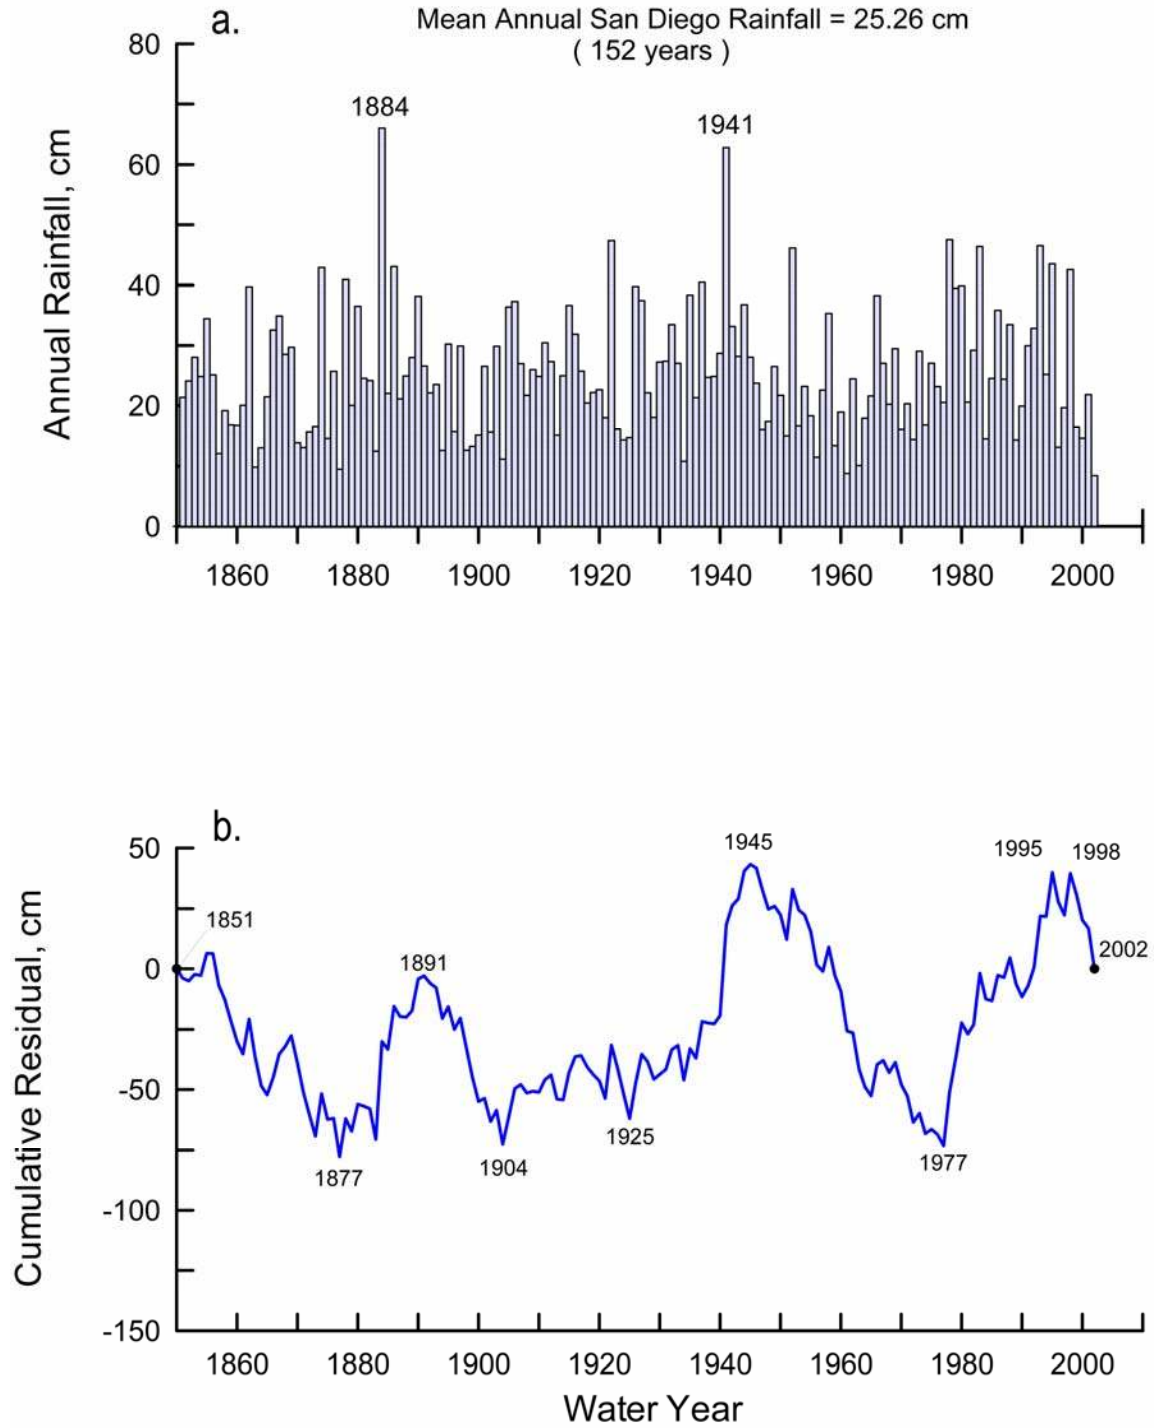 a.
Mean Annual San Diego Rainfall = 25.26 cm
( 152 years )
80
60
40
20
0
Annual Rainfall, cm
1884
1941
1860 1880 1900 1920 1940 1960 1980 2000
b.
50
0
-50
-100
-150
Cumulative Residual, cm
1851
1877
1891
1904
1925
1945
1977
1995
1998
2002
1860 1880 1900 1920 1940 1960 1980 2000
Water Year